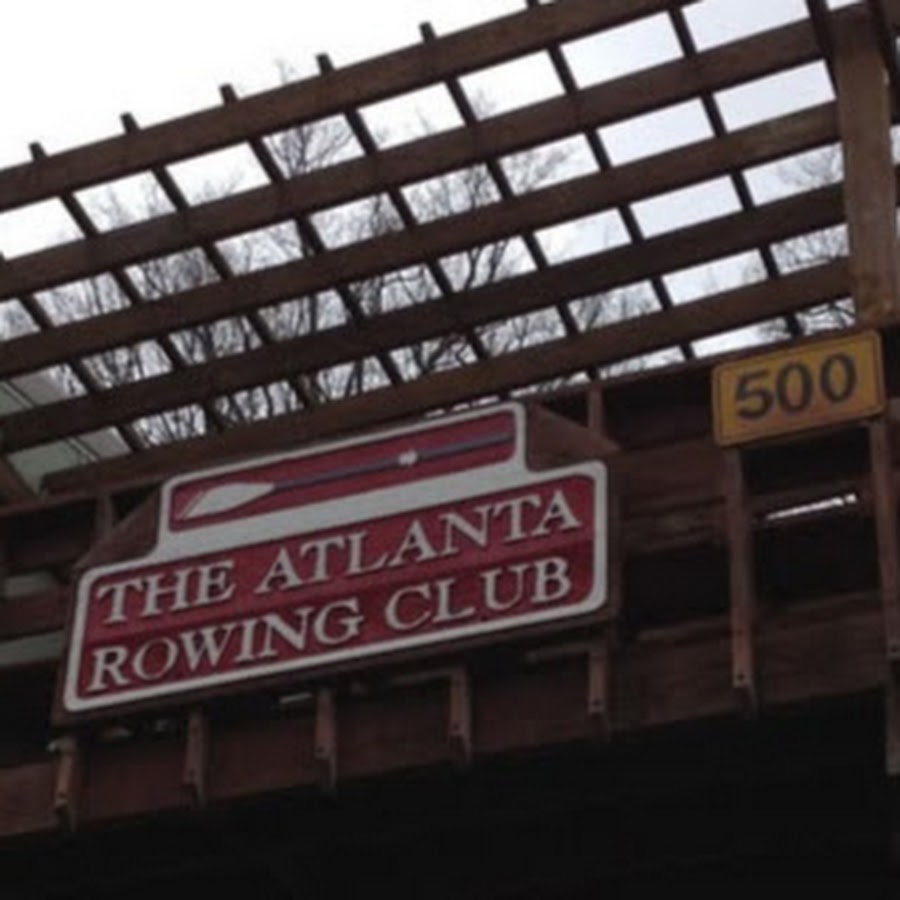 500
THE ATLANTA
ROWING CLUB